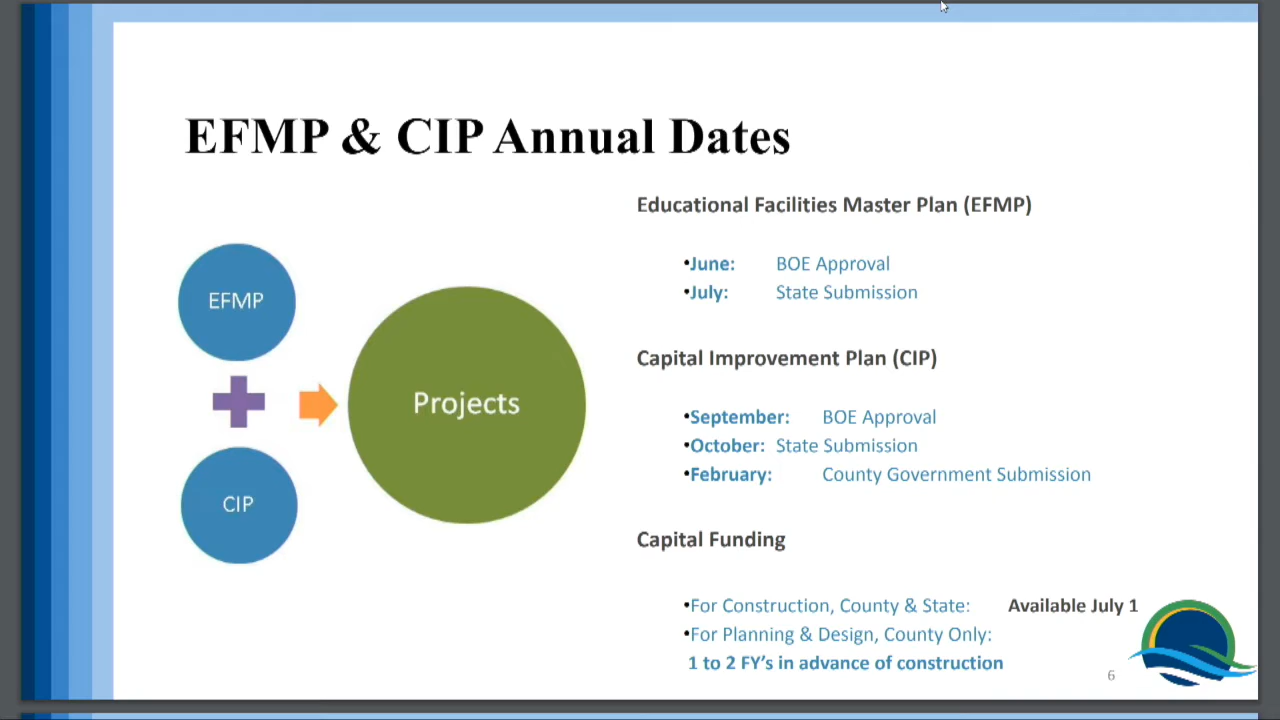 EFMP & CIP Annual Dates
EFMP
CIP
Projects
Educational Facilities Master Plan (EFMP)
•June: BOE Approval
•July: State Submission
Capital Improvement Plan (CIP)
•September: BOE Approval
•October: State Submission
•February: County Government Submission
Capital Funding
•For Construction, County & State: Available July 1
•For Planning & Design, County Only:
1 to 2 FY's in advance of construction
6